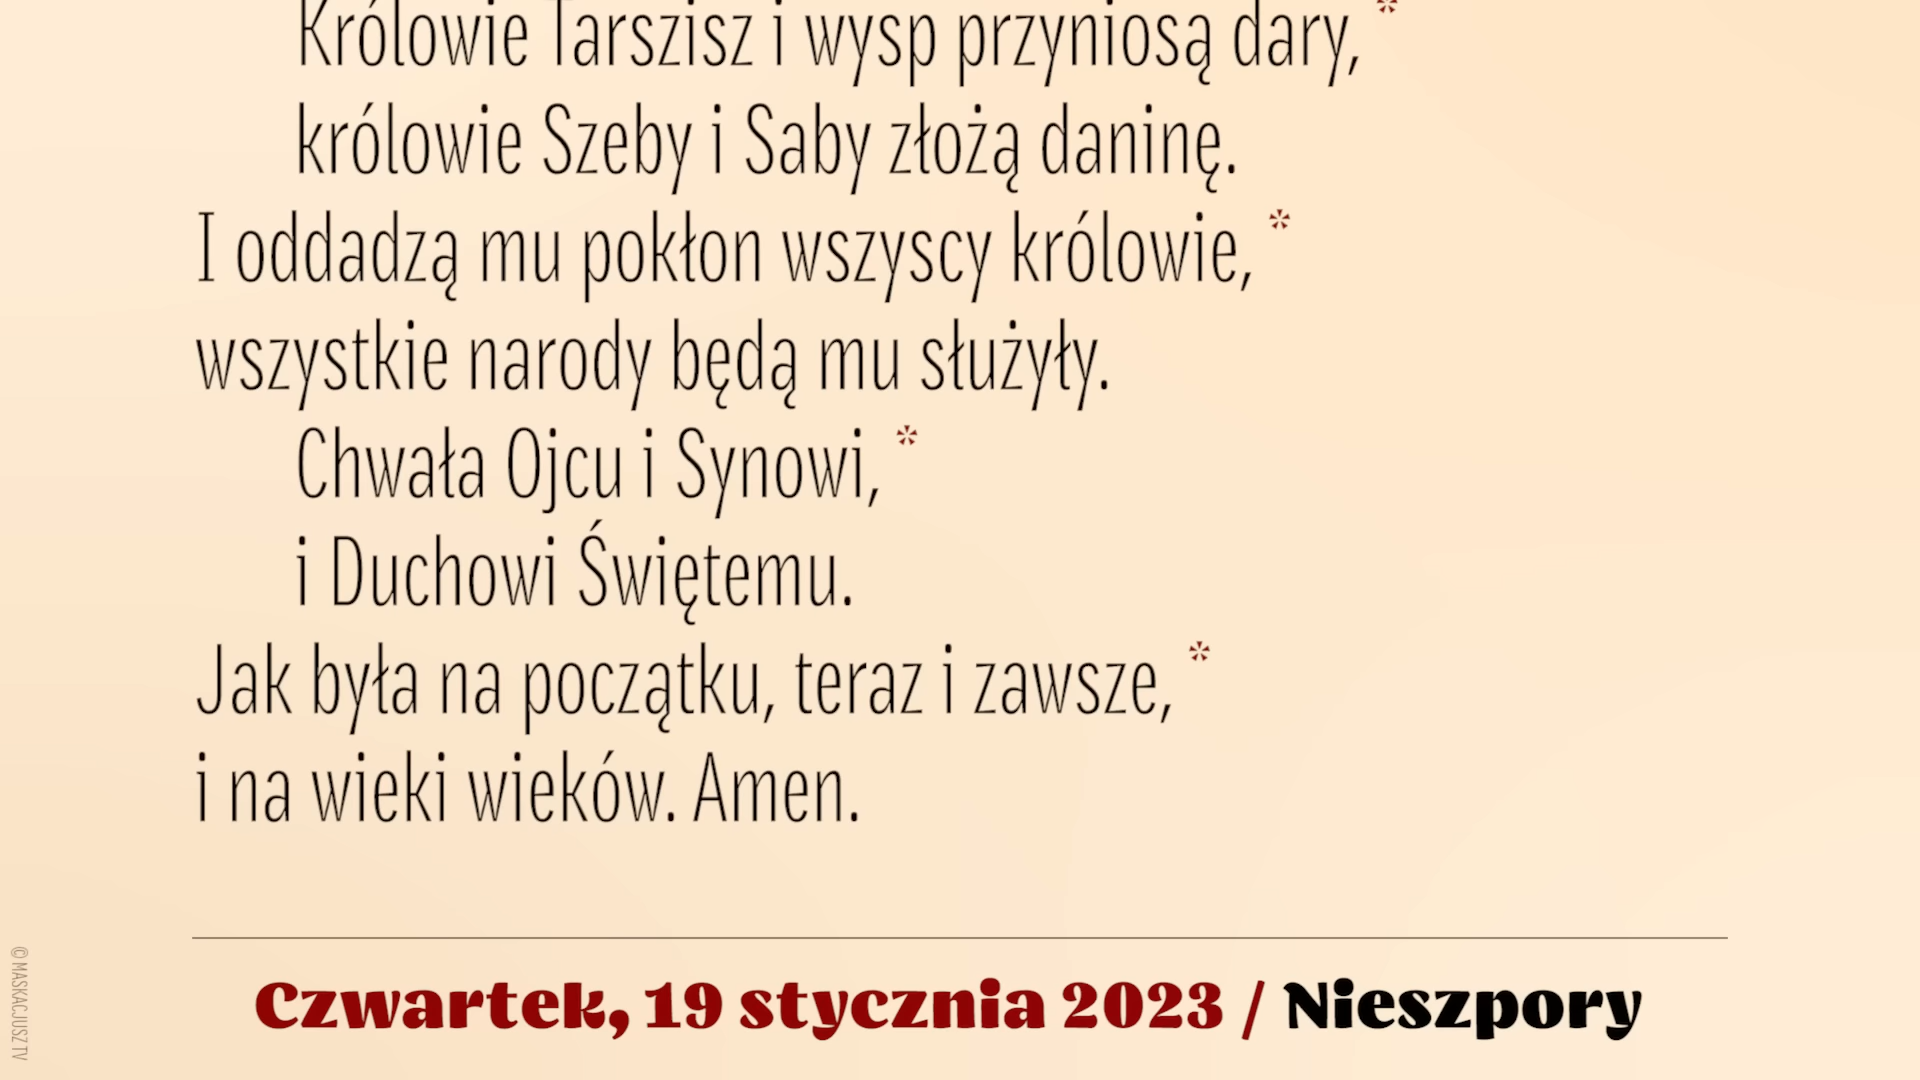 Królowie Tarszisz i wysp przyniosą dary, *
królowie Szeby i Saby złożą daninę.
I oddadzą mu pokłon wszyscy królowie, *
wszystkie narody będą mu służyły.
Chwała Ojcu i Synowi, *
i Duchowi Świętemu.
Jak była na początku, teraz i zawsze, *
i na wieki wieków. Amen.
Czwartek, 19 stycznia 2023 / Nieszpory
© MASKACJUSZ TV